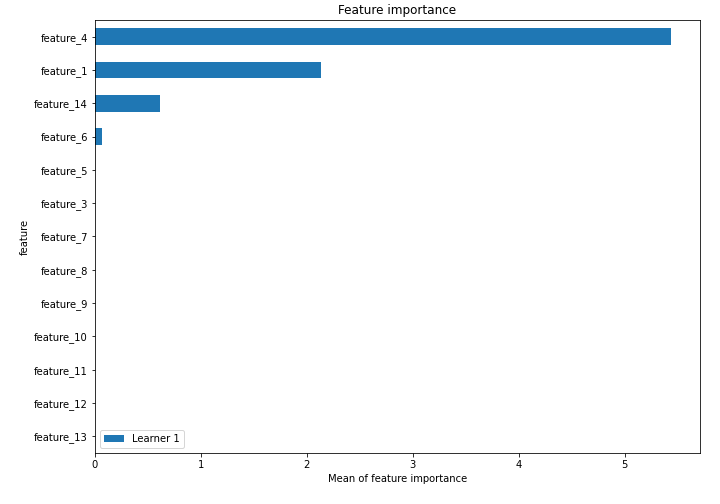 Feature importance
feature_4
feature_1
feature_14
feature_6
feature_5
feature_3
feature_7
feature_8
feature_9
feature_10
feature_11
feature_12
feature_13
feature
Learner 1
0 1 2 3 4 5
Mean of feature importance